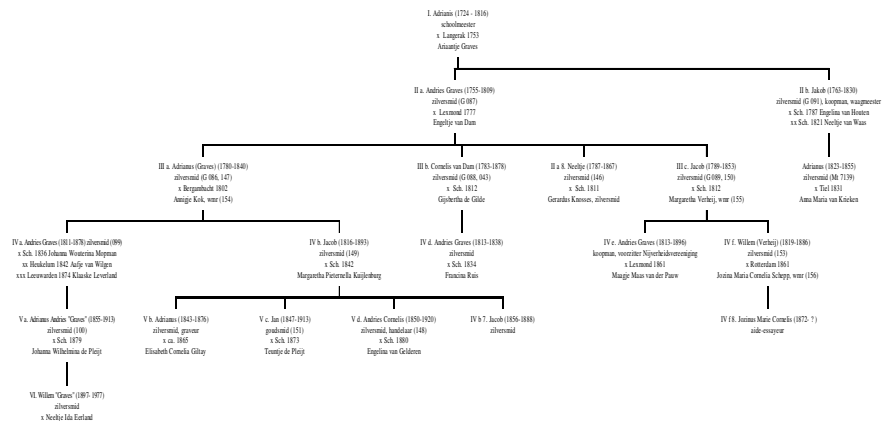 I. Adrianis (1724 - 1816)
schoolmeester
x Langerak 1753
Ariaantje Graves
II a. Andries Graves (1755-1809)
zilversmid (G 087)
x Lexmond 1777
Engeltje van Dam
II b. Jakob (1763-1830)
zilversmid (G 091), koopman, waagmeester
x Sch. 1787 Engelina van Houten
xx Sch. 1821 Neeltje van Waas
III a. Adrianus (Graves) (1780-1840)
zilversmid (G 086, 147)
x Bergambacht 1802
Annigje Kok, wnr (154)
III b. Cornelis van Dam (1783-1878)
zilversmid (G 088, 043)
x Sch. 1812
Gijsbertha de Gilde
II a 8. Neeltje (1787-1867)
zilversmid (146)
x Sch. 1811
Gerardus Knosses, zilversmid
III c. Jacob (1789-1853)
zilversmid (G 089, 150)
x Sch. 1812
Margaretha Verheij, wnr (155)
Adrianus (1823-1855)
zilversmid (Mt 7139)
x Tiel 1831
Anna Maria van Krieken
IV a. Andries Graves (1811-1878) zilversmid (099)
x Sch. 1836 Johanna Wouterina Mopman
xx Heukelum 1842 Aafje van Wilgen
xxx Leeuwarden 1874 Klaaske Leverland
IV b. Jacob (1816-1893)
zilversmid (149)
x Sch. 1842
Margaretha Pieternella Kuijlenburg
IV d. Andries Graves (1813-1838)
zilversmid
x Sch. 1834
Francina Ruis
IV e. Andries Graves (1813-1896)
koopman, voorzitter Nijverheidsvereniging
x Lexmond 1861
Maagje Maas van der Pauw
IV f. Willem (Verheij) (1819-1886)
zilversmid (153)
x Rotterdam 1861
Jozina Maria Cornelia Schepp, wnr (156)
V a. Adrianus Andries "Graves" (1855-1913)
zilversmid (100)
x Sch. 1879
Johanna Wilhelmina de Pleijt
V b. Adrianus (1843-1876)
zilversmid, graveur
x ca. 1865
Elisabeth Cornelia Giltay
V c. Jan (1847-1913)
goudsmid (151)
x Sch. 1873
Teuntje de Pleijt
V d. Andries Cornelis (1850-1920)
zilversmid, handelaar (148)
x Sch. 1880
Engelina van Gelderen
IV b 7. Jacob (1856-1888)
zilversmid
IV f 8. Jozinus Marie Cornelis (1872- ? )
aide-essayeur
VI. Willem "Graves" (1897- 1977)
zilversmid
x Neeltje Ida Eerland